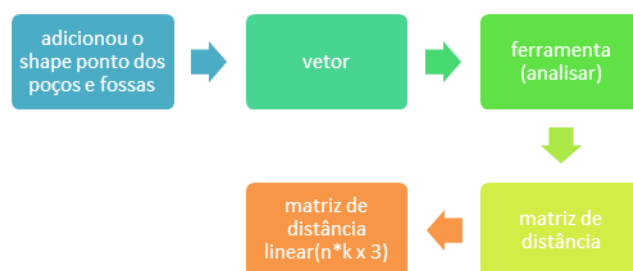 adicionou o
shape ponto dos
poços e fossas
vetor
ferramenta
(analisar)
matriz de
distância
matriz de
distância
linear(n*k x 3)